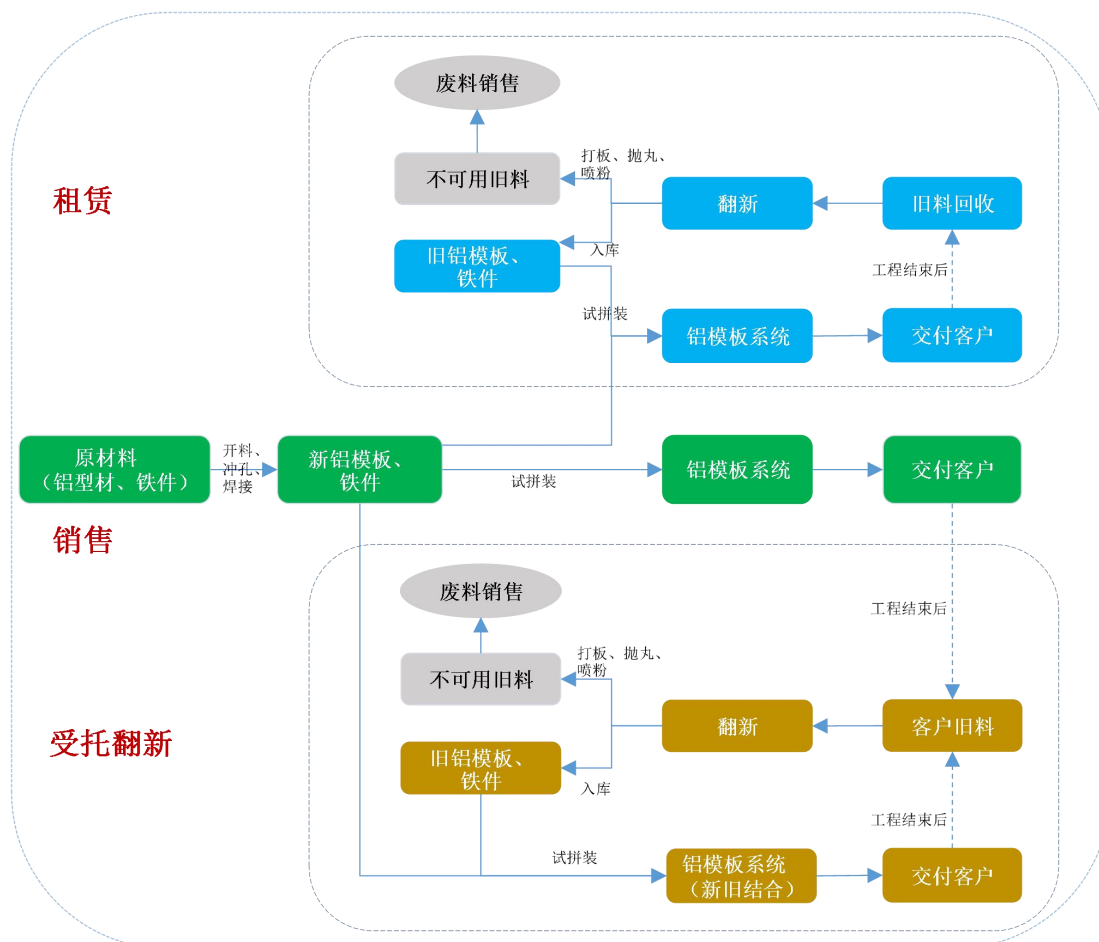 废料销售
打板、抛丸、
喷粉
不可用旧料
翻新
旧料回收
租赁
入库
旧铝模板、
铁件
工程结束后
试拼装
铝模板系统
交付客户
原材料
（铝型材、铁件）
开料、
冲孔、
焊接
新铝模板、
铁件
试拼装
铝模板系统
交付客户
销售
废料销售
工程结束后
打板、抛丸、
喷粉
不可用旧料
翻新
客户旧料
受托翻新
旧铝模板、
铁件
入库
工程结束后
试拼装
铝模板系统
（新旧结合）
交付客户